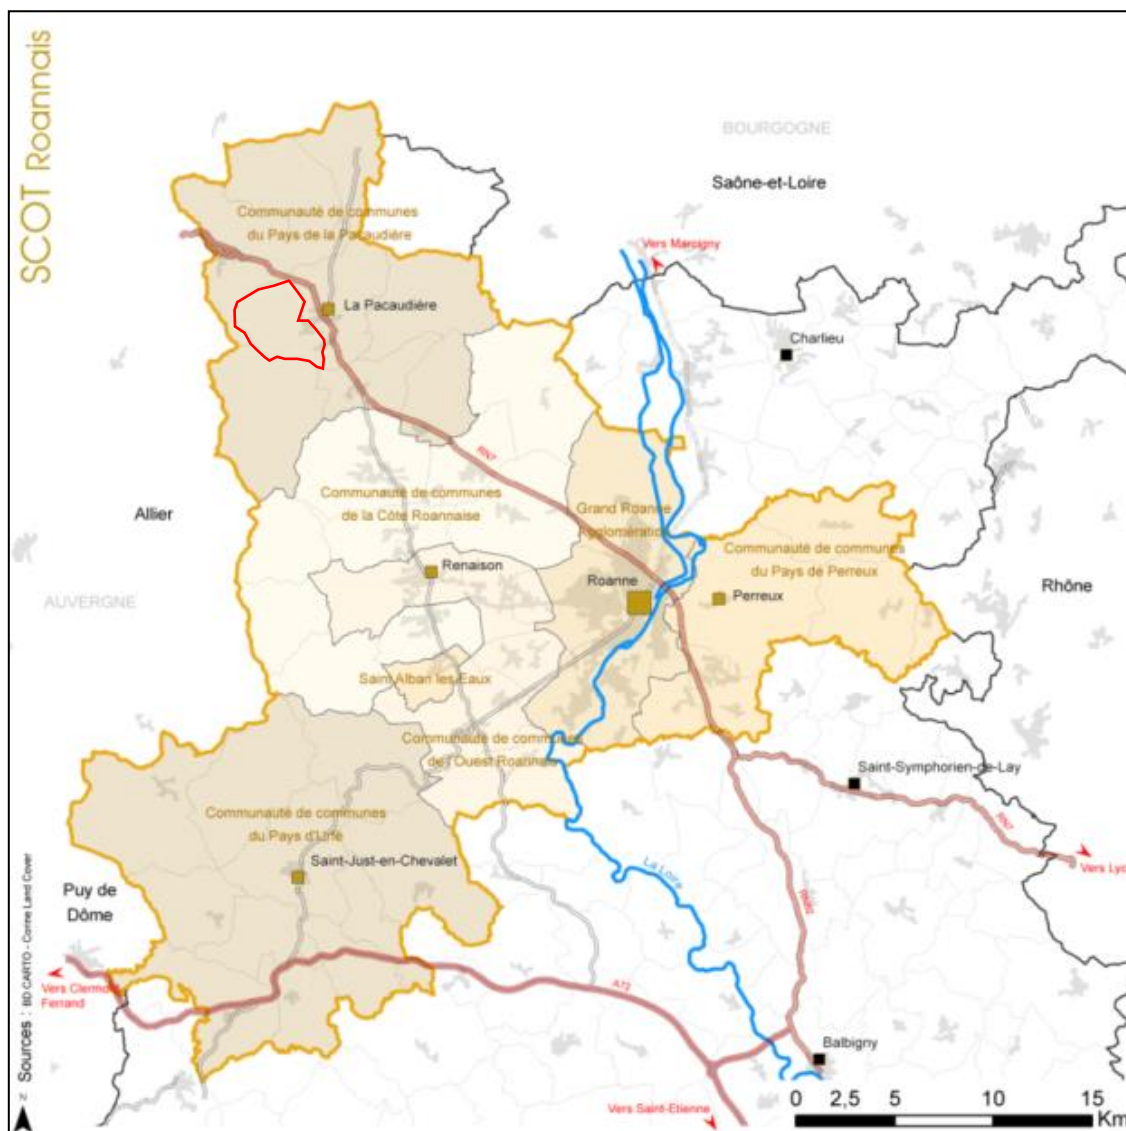 SCOT Roannais
BOURGOGNE
Saône-et-Loire
Communauté de communes
du Pays de la Pacaudière
Vers Marcigny
La Pacaudière
Charlieu
RN7
Communauté de communes
de la Côte Roannaise
Grand Roanne
Agglomération
Allier
Communauté de communes
du Pays de Perreux
Renaison
Roanne
Perreux
Rhône
AUVERGNE
Saint Alban les Eaux
Communauté de communes
de l'Ouest Roannais
Saint-Symphorien-de-Lay
Communauté de communes
du Pays d'Urfé
RN7
Saint-Just-en-Chevalet
La Loire
Vers Lyo
Puy de
Dôme
Vers Clermont
Ferrand
A72
Balbigny
Vers Saint-Etienne
0 2,5 5 10 15
Km
N
Sources : BD CARTO - Corine Land Cover